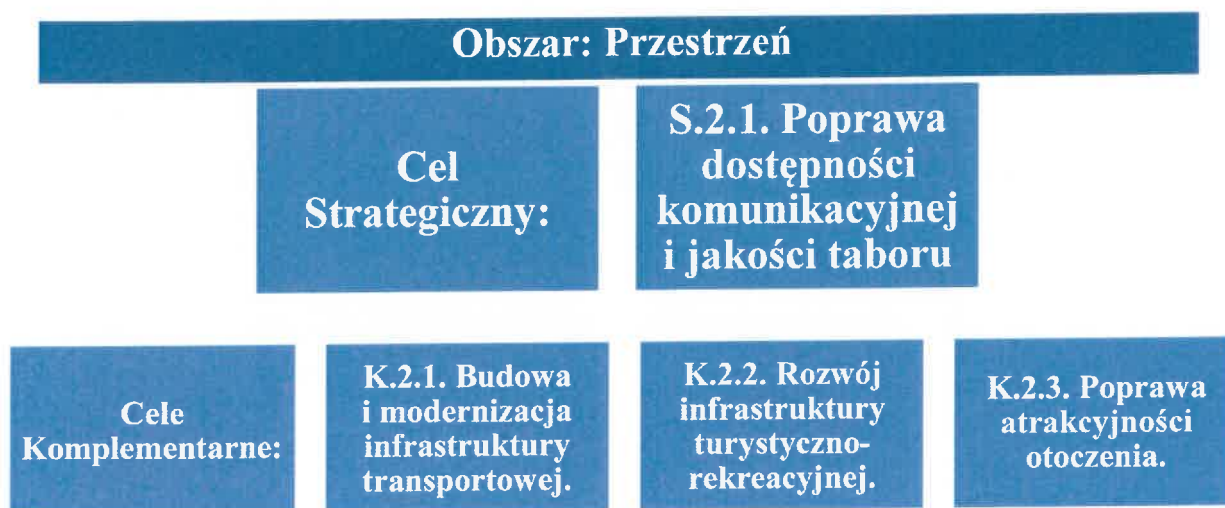 Obszar: Przestrzeń
Cel
Strategiczny:
S.2.1. Poprawa
dostępności
komunikacyjnej
i jakości taboru
Cele
Komplementarne:
K.2.1. Budowa
i modernizacja
infrastruktury
transportowej.
K.2.2. Rozwój
infrastruktury
turystyczno-
rekreacyjnej.
K.2.3. Poprawa
atrakcyjności
otoczenia.